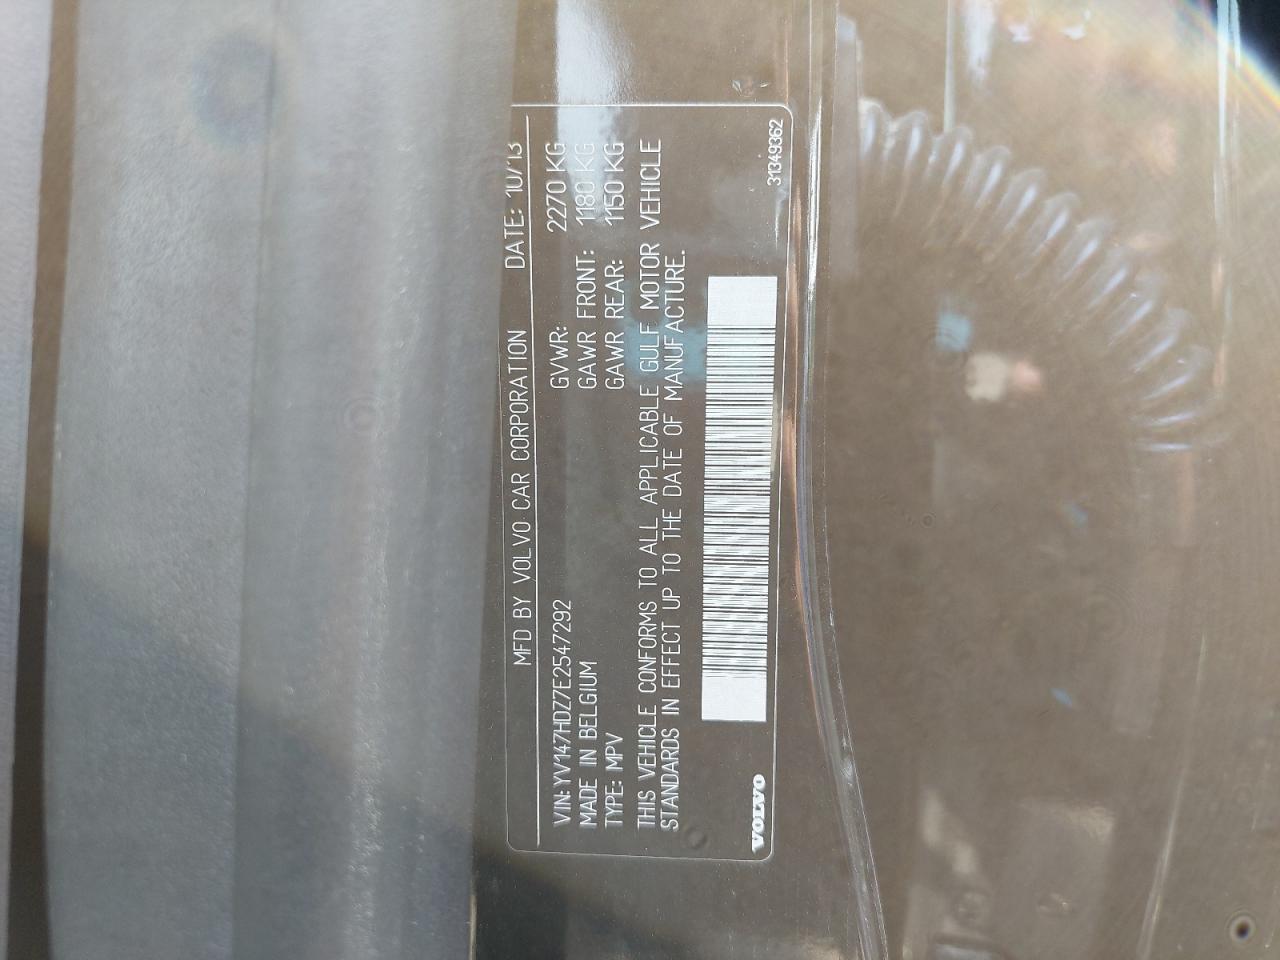 MFD BY VOLVO CAR CORPORATION DATE: 10/13
VIN: YV147HDZ7E2547292 GVWR: 2270 KG
MADE IN BELGIUM GAWR FRONT: 1180 KG
TYPE: MPV GAWR REAR: 1150 KG
THIS VEHICLE CONFORMS TO ALL APPLICABLE GULF MOTOR VEHICLE
STANDARDS IN EFFECT UP TO THE DATE OF MANUFACTURE.
VOLVO
31349362